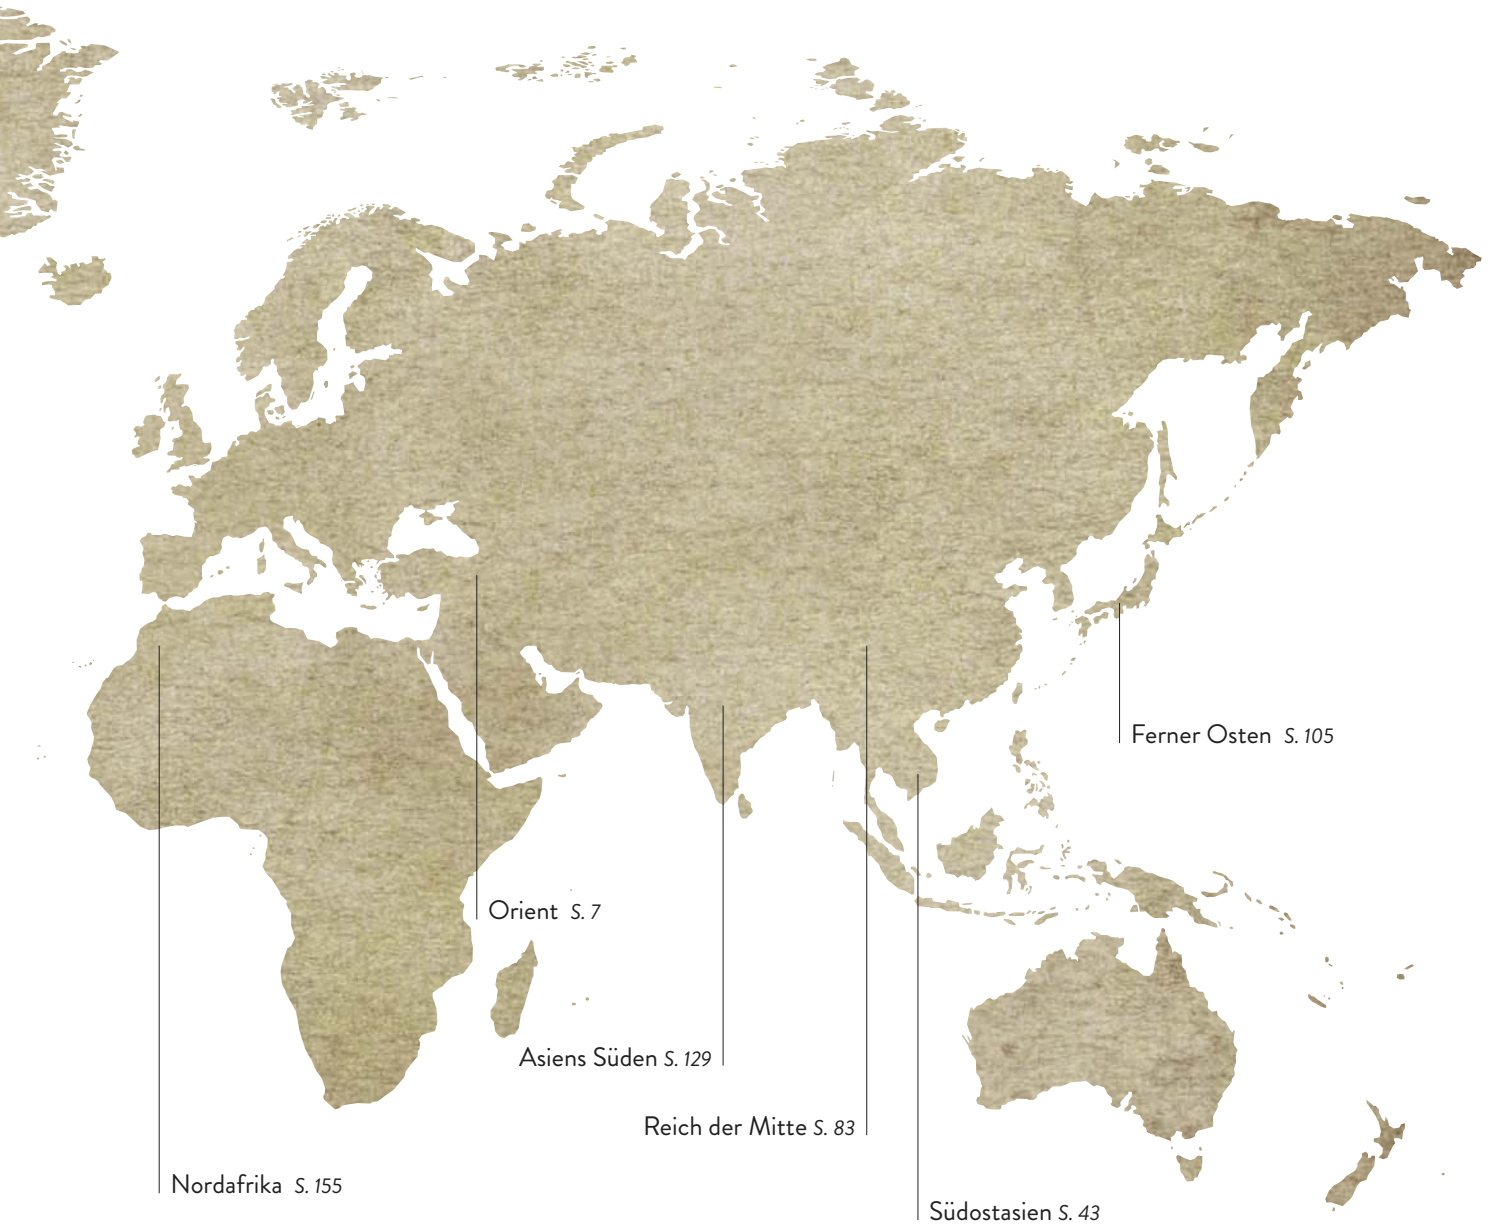 Ferner Osten S. 105
Orient S. 7
Asiens Süden S. 129
Reich der Mitte S. 83
Nordafrika S. 155
Südostasien S. 43